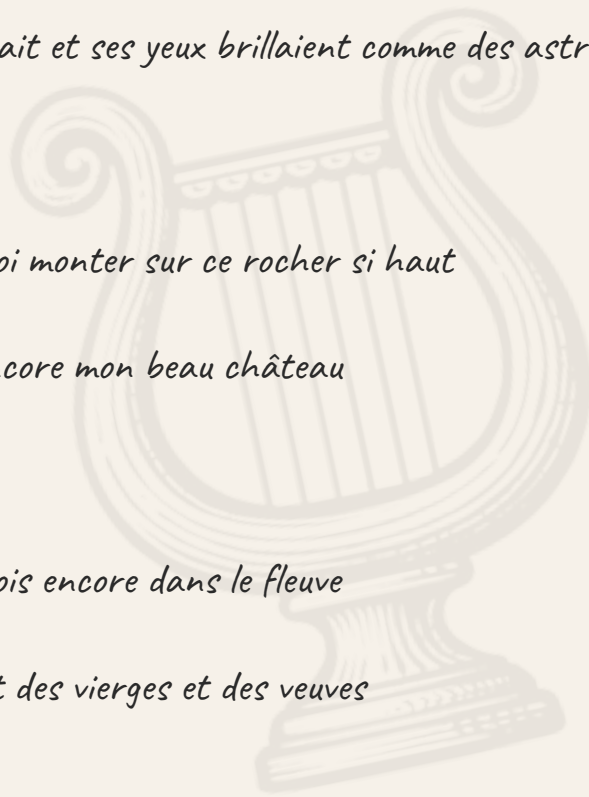 ait et ses yeux brillaient comme des astr
oi monter sur ce rocher si haut
core mon beau château
ois encore dans le fleuve
t des vierges et des veuves